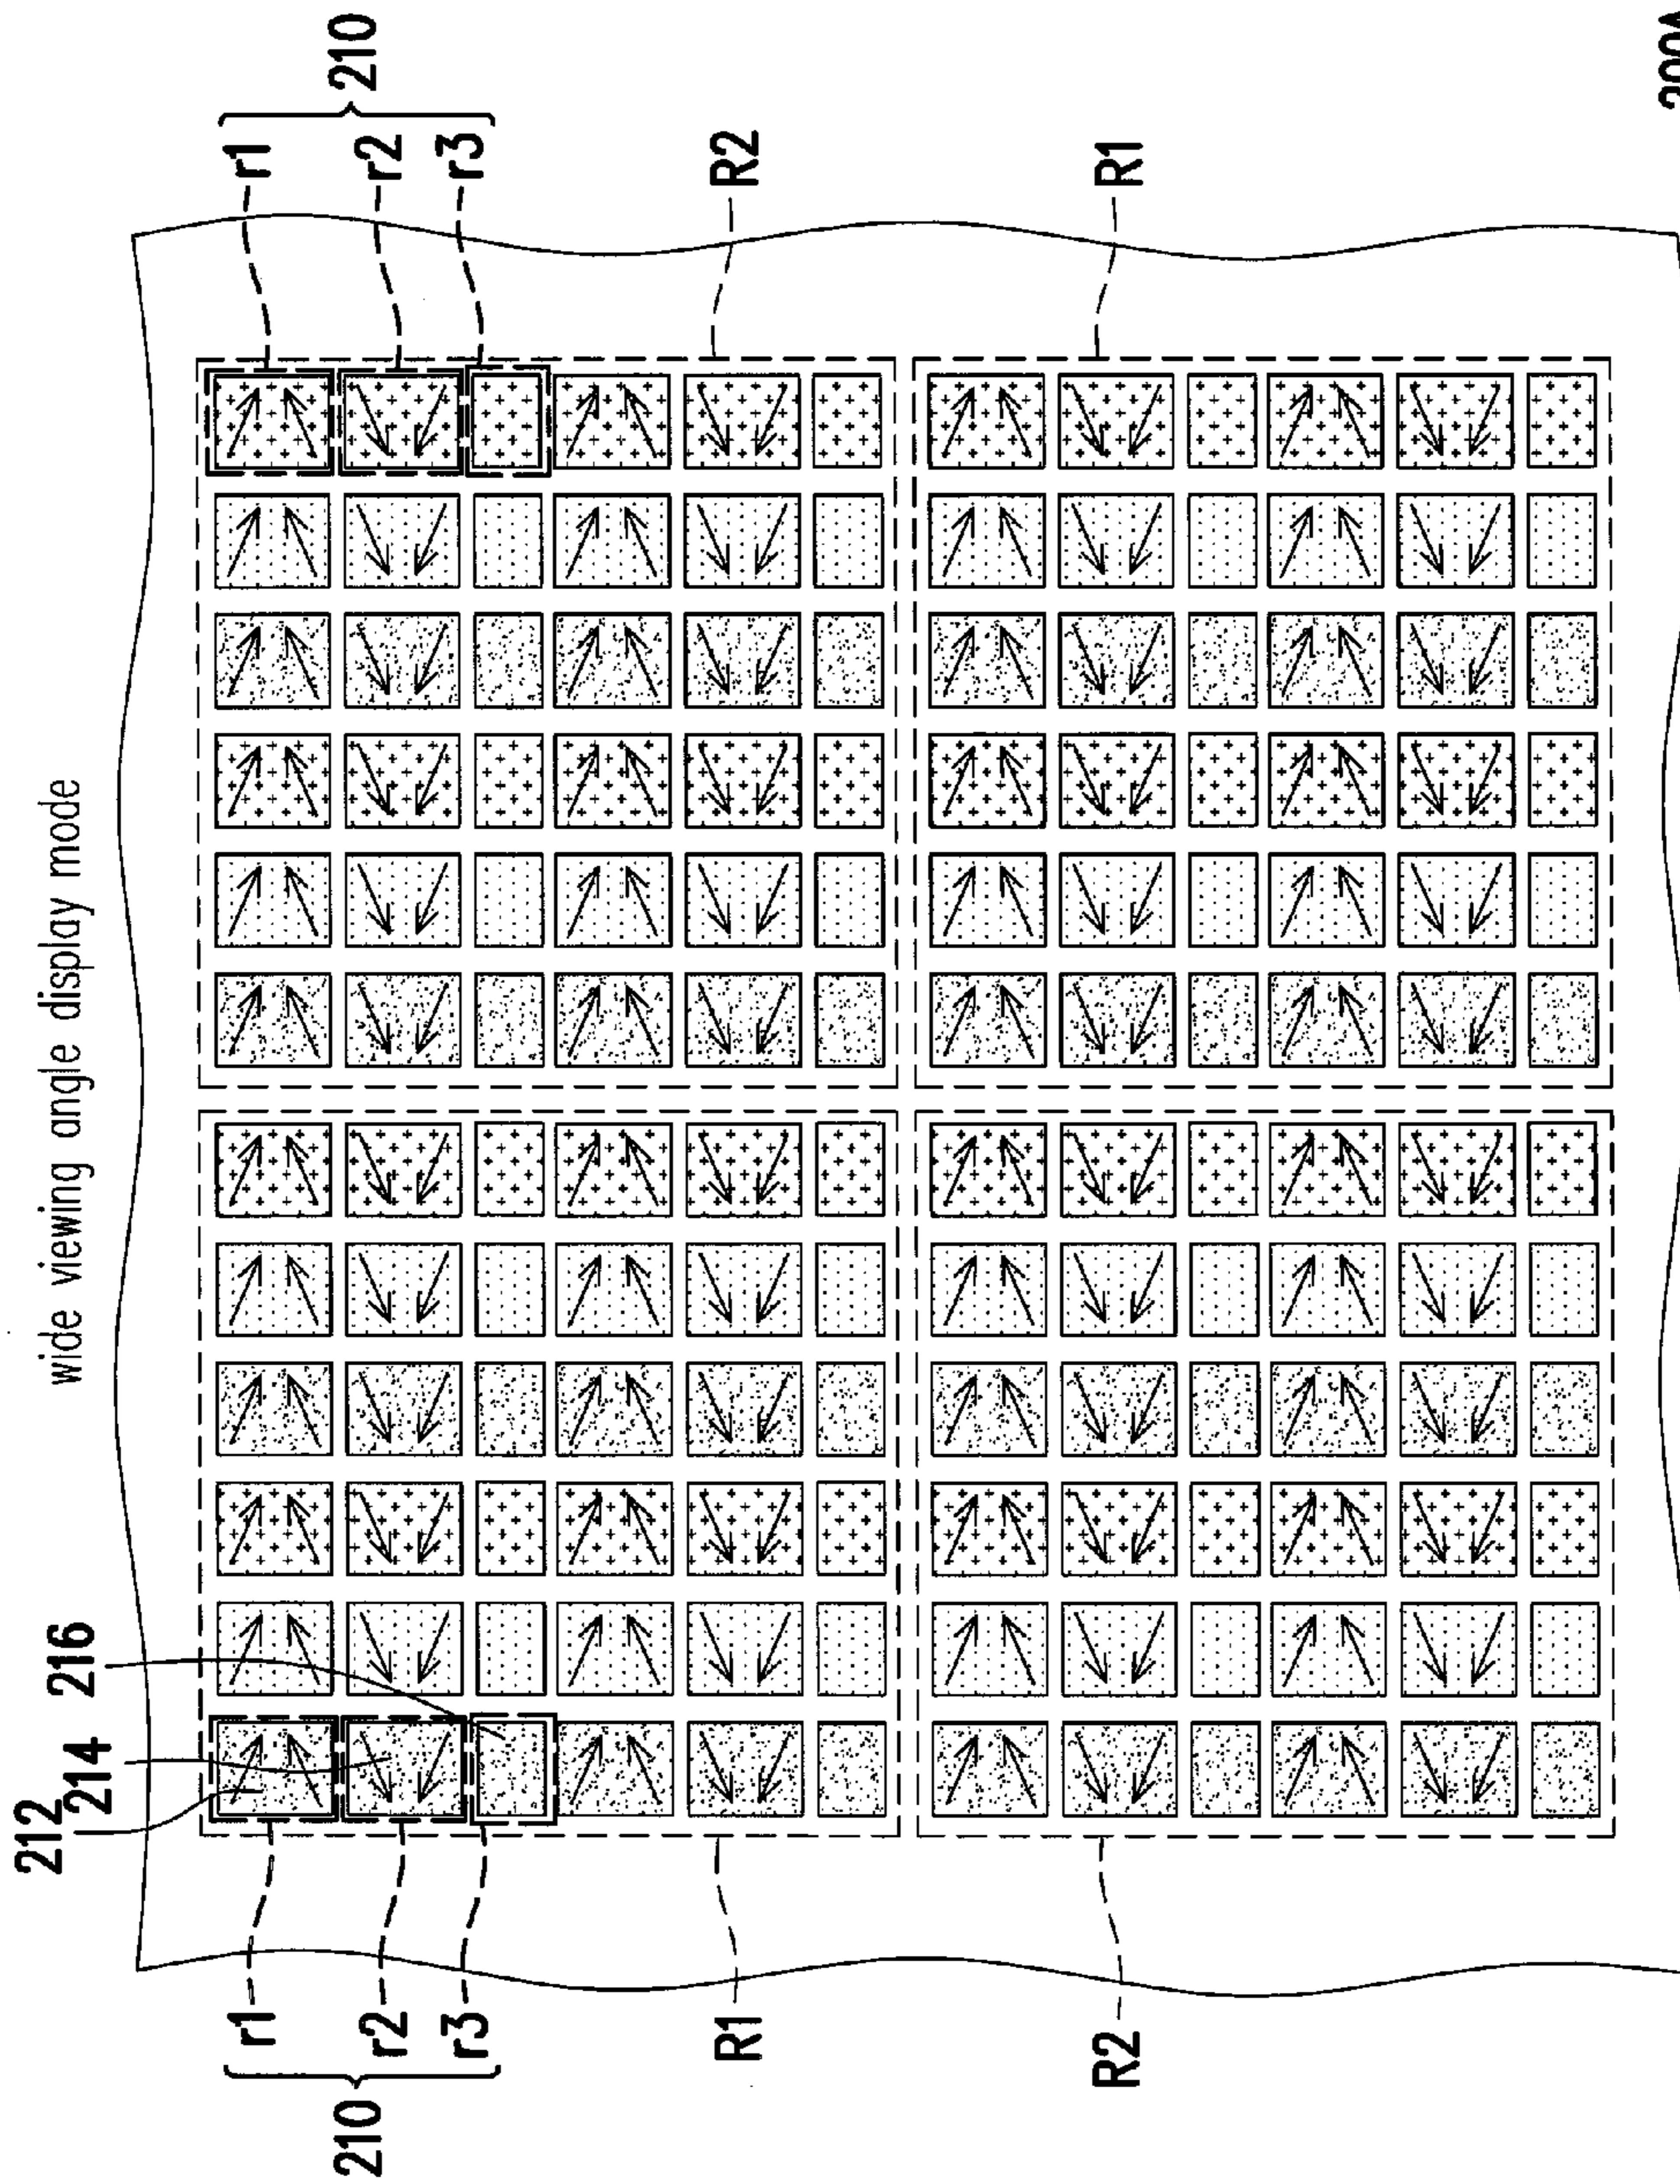 wide viewing angle display mode
212
214
216
r1
r2
r3
210
R1
R2
r1
r2
r3
210
R2
R1